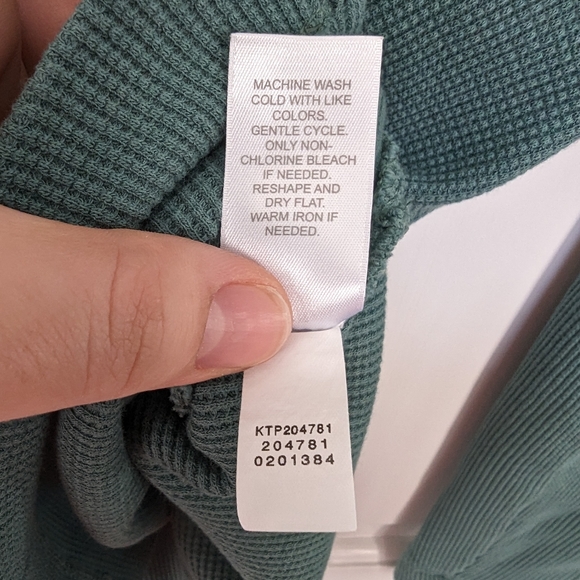 MACHINE WASH
COLD WITH LIKE
COLORS.
GENTLE CYCLE.
ONLY NON-
CHLORINE BLEACH
IF NEEDED.
RESHAPE AND
DRY FLAT.
WARM IRON IF
NEEDED.
KTP204781
204781
0201384